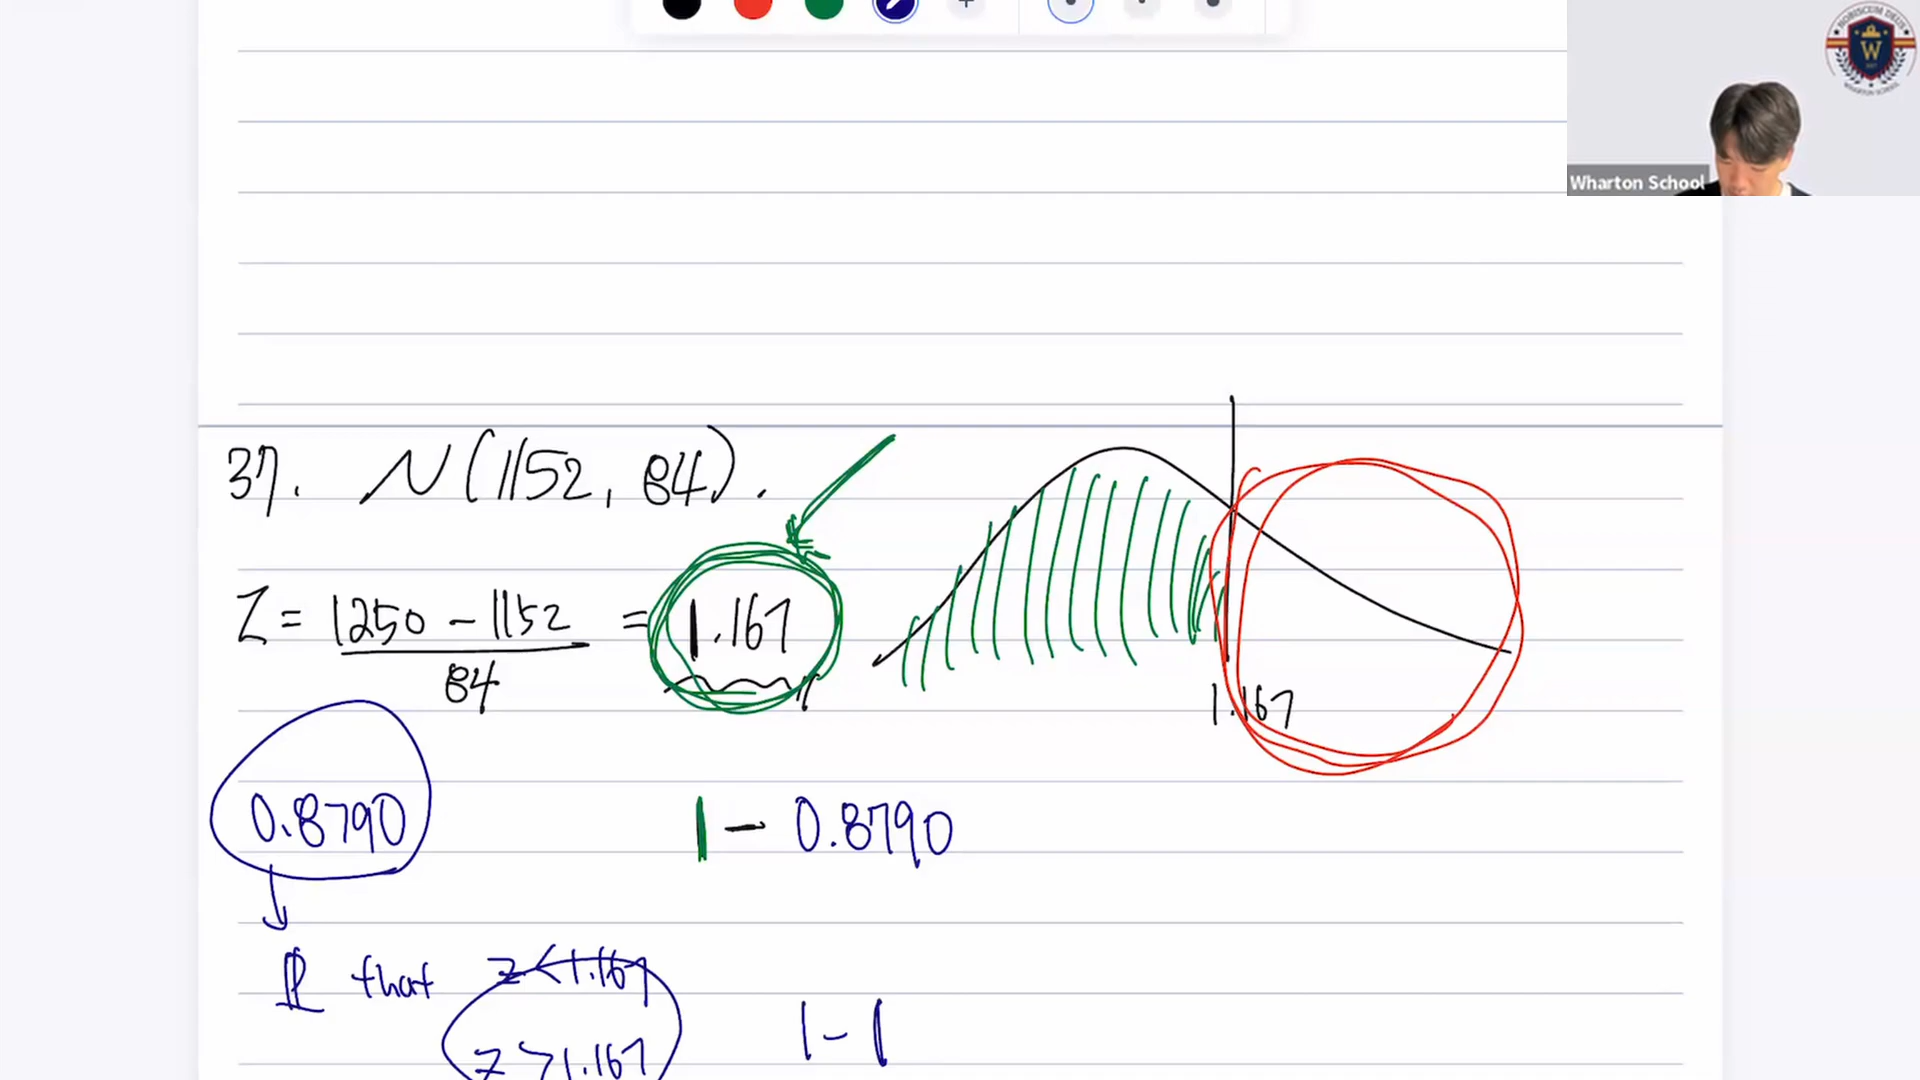 Wharton School
W
37. N(1152, 84).
Z = 1250 - 1152 / 84 = 1.167
1.167
0.8790
1 - 0.8790
P that z < 1.167
z > 1.167
1 - 1